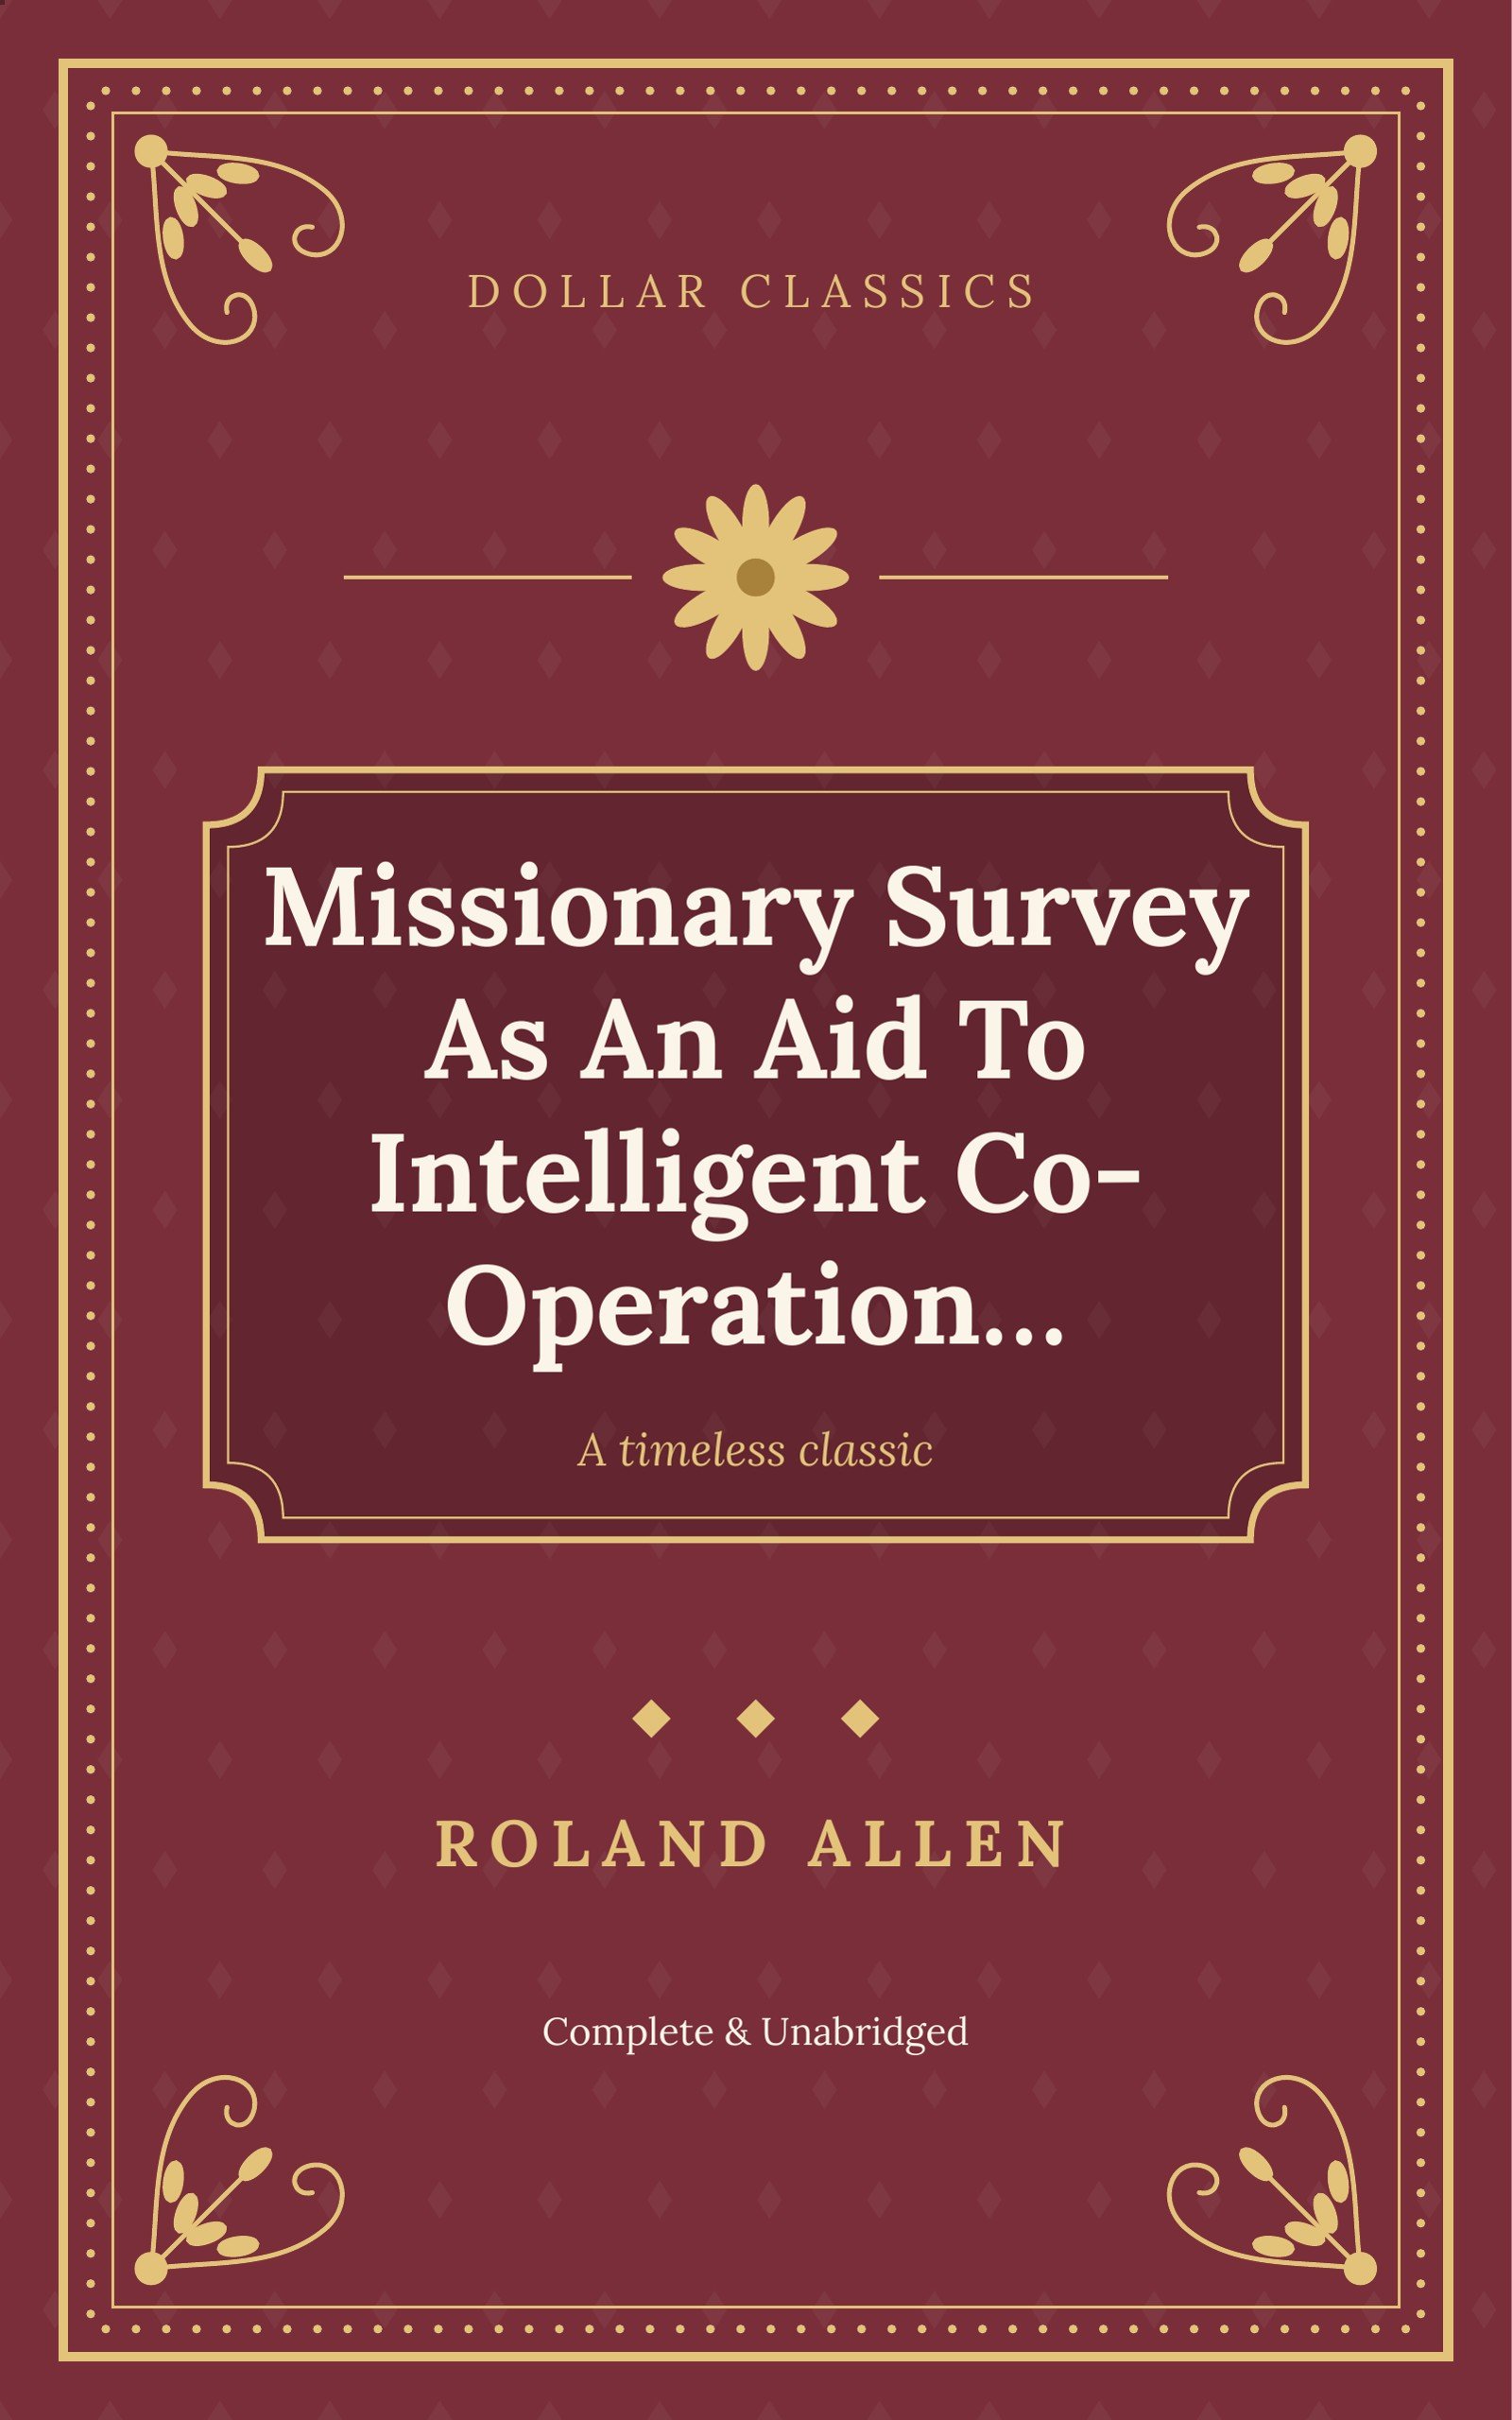 DOLLAR CLASSICS
Missionary Survey
As An Aid To
Intelligent Co-
Operation...
A timeless classic
ROLAND ALLEN
Complete & Unabridged